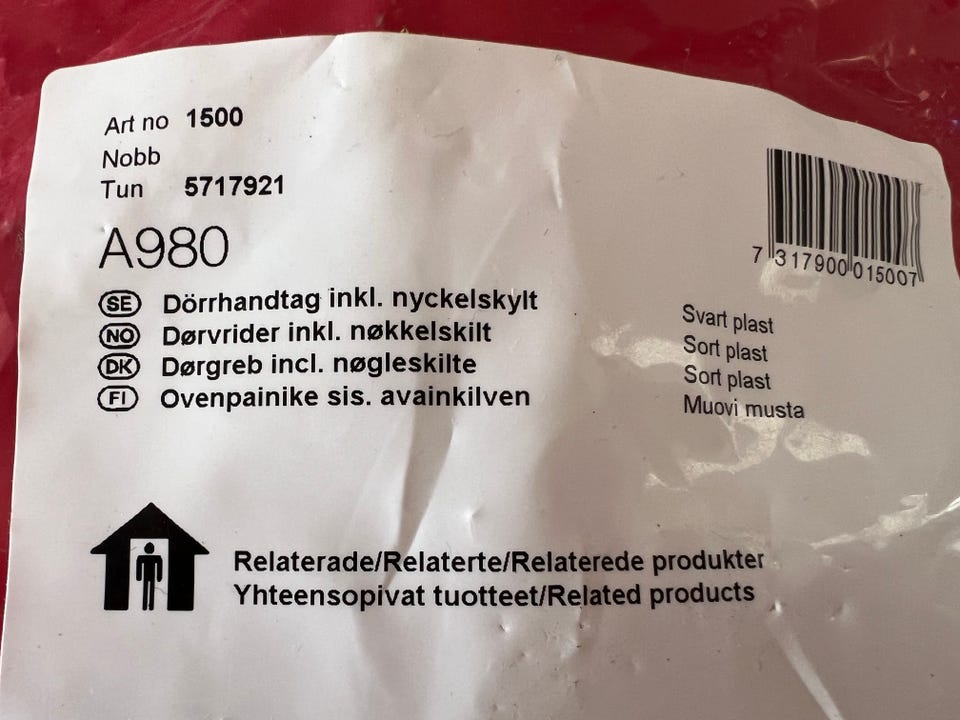 Art no 1500
Nobb
Tun 5717921
A980
7 317900 015007
SE Dörrhandtag inkl. nyckelskylt Svart plast
NO Dørvrider inkl. nøkkelskilt Sort plast
DK Dørgreb incl. nøgleskilte Sort plast
FI Ovenpainike sis. avainkilven Muovi musta
Relaterade/Relaterte/Relaterede produkter
Yhteensopivat tuotteet/Related products